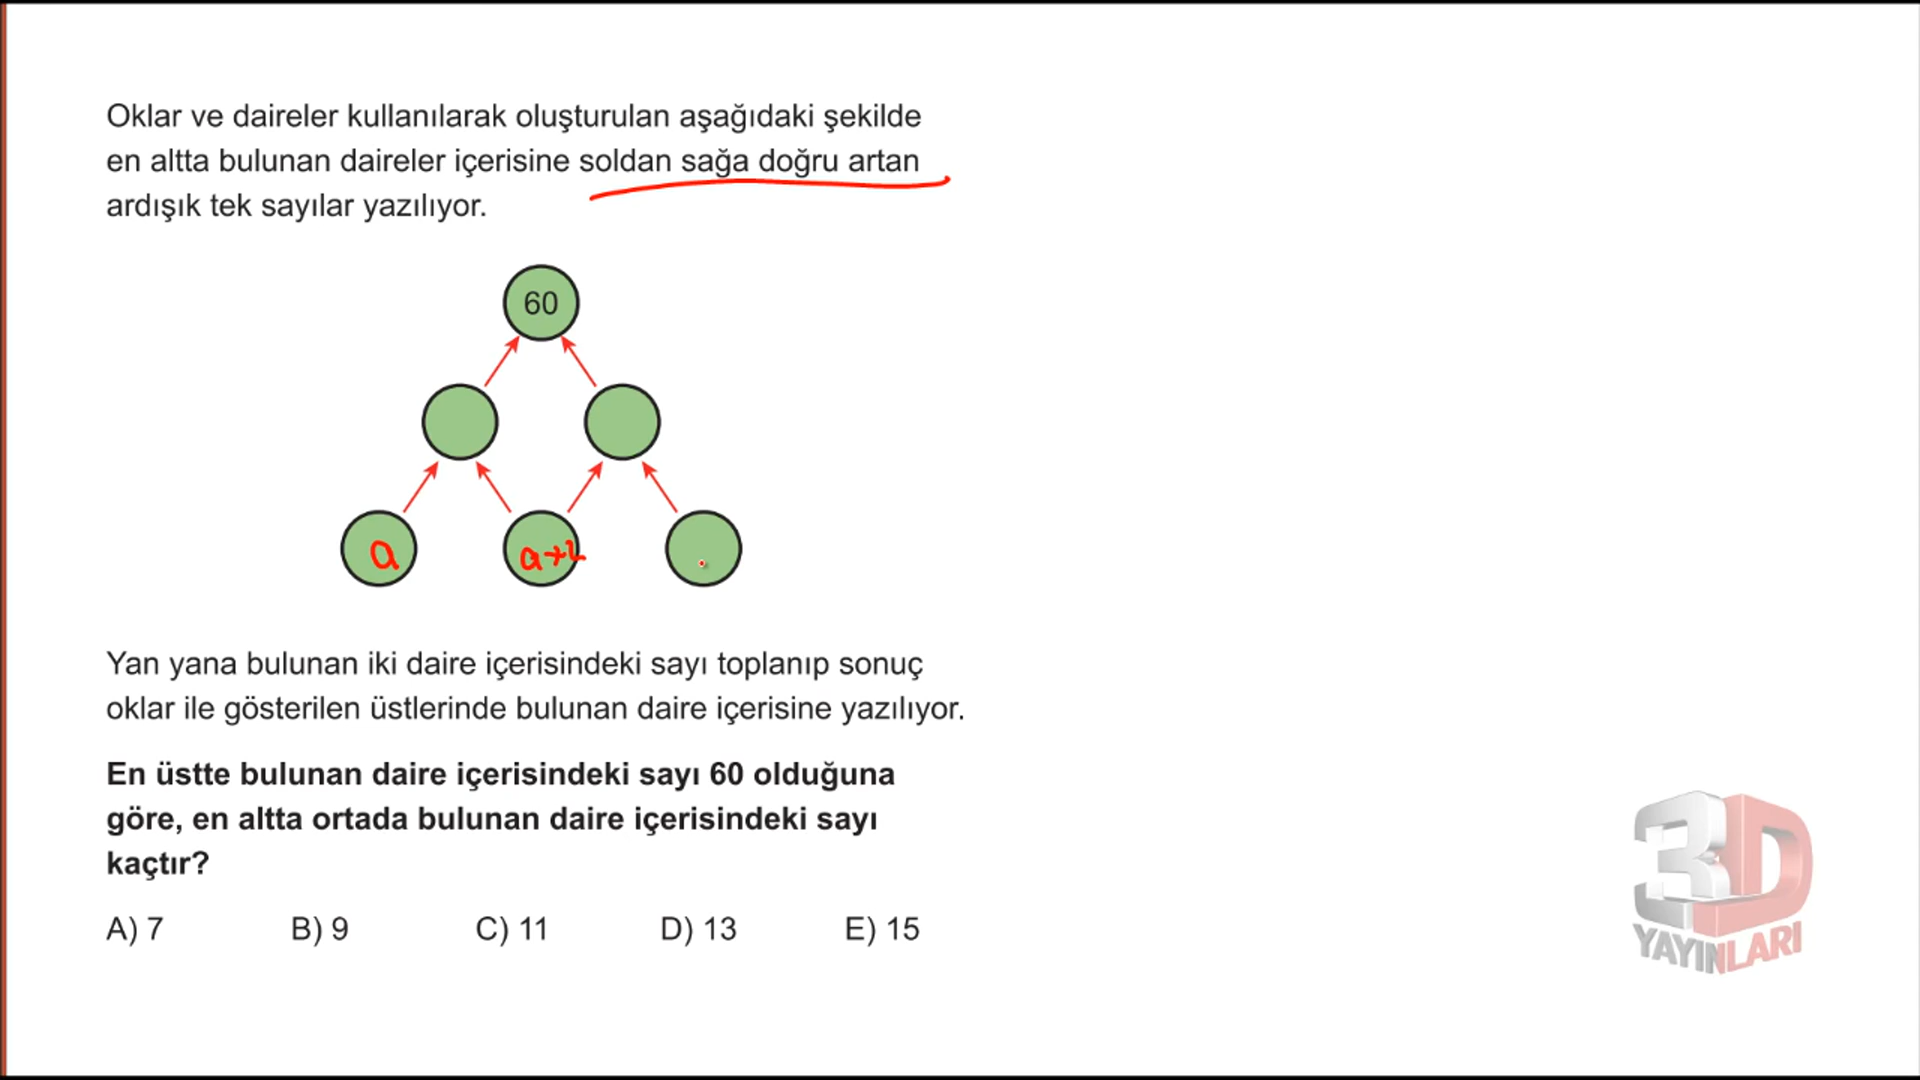 Oklar ve daireler kullanılarak oluşturulan aşağıdaki şekilde
en altta bulunan daireler içerisine soldan sağa doğru artan
ardışık tek sayılar yazılıyor.
60
a
a+2
Yan yana bulunan iki daire içerisindeki sayı toplanıp sonuç
oklar ile gösterilen üstlerinde bulunan daire içerisine yazılıyor.
En üstte bulunan daire içerisindeki sayı 60 olduğuna
göre, en altta ortada bulunan daire içerisindeki sayı
kaçtır?
A) 7 B) 9 C) 11 D) 13 E) 15
3D
YAYINLARI